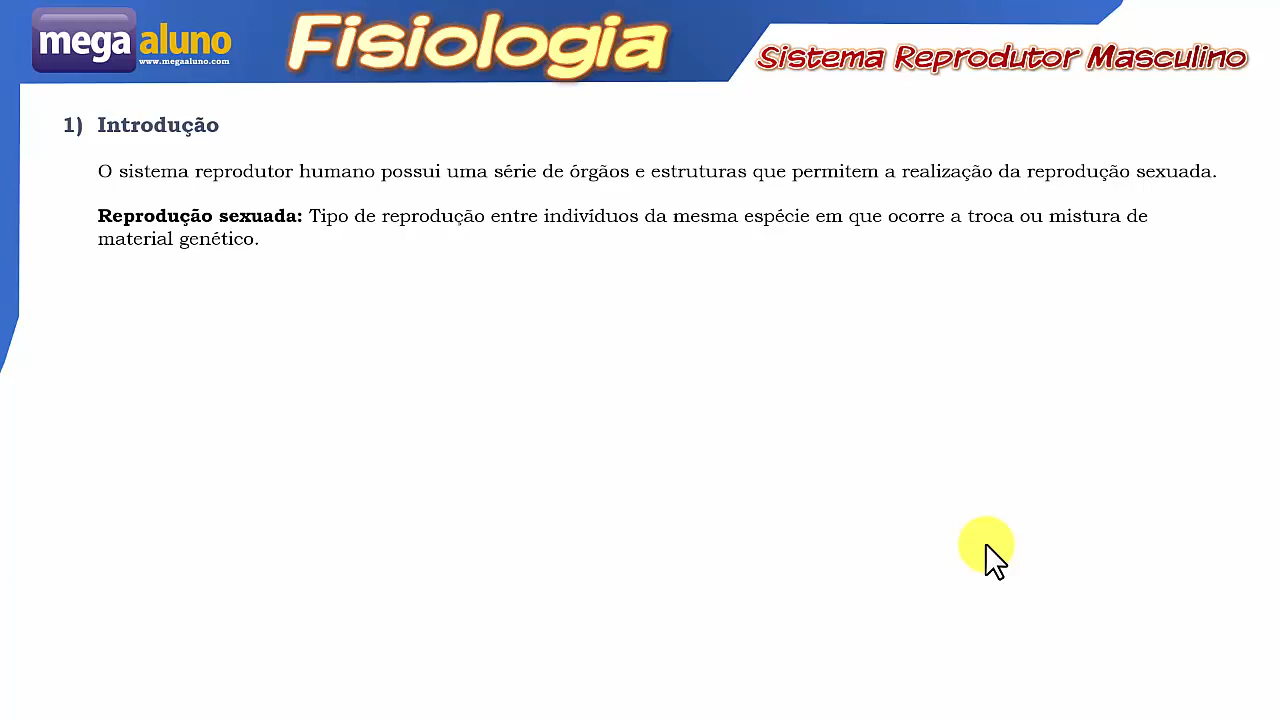 mega aluno
www.megaaluno.com
Fisiologia
Sistema Reprodutor Masculino
1) Introdução
O sistema reprodutor humano possui uma série de órgãos e estruturas que permitem a realização da reprodução sexuada.
Reprodução sexuada: Tipo de reprodução entre indivíduos da mesma espécie em que ocorre a troca ou mistura de
material genético.